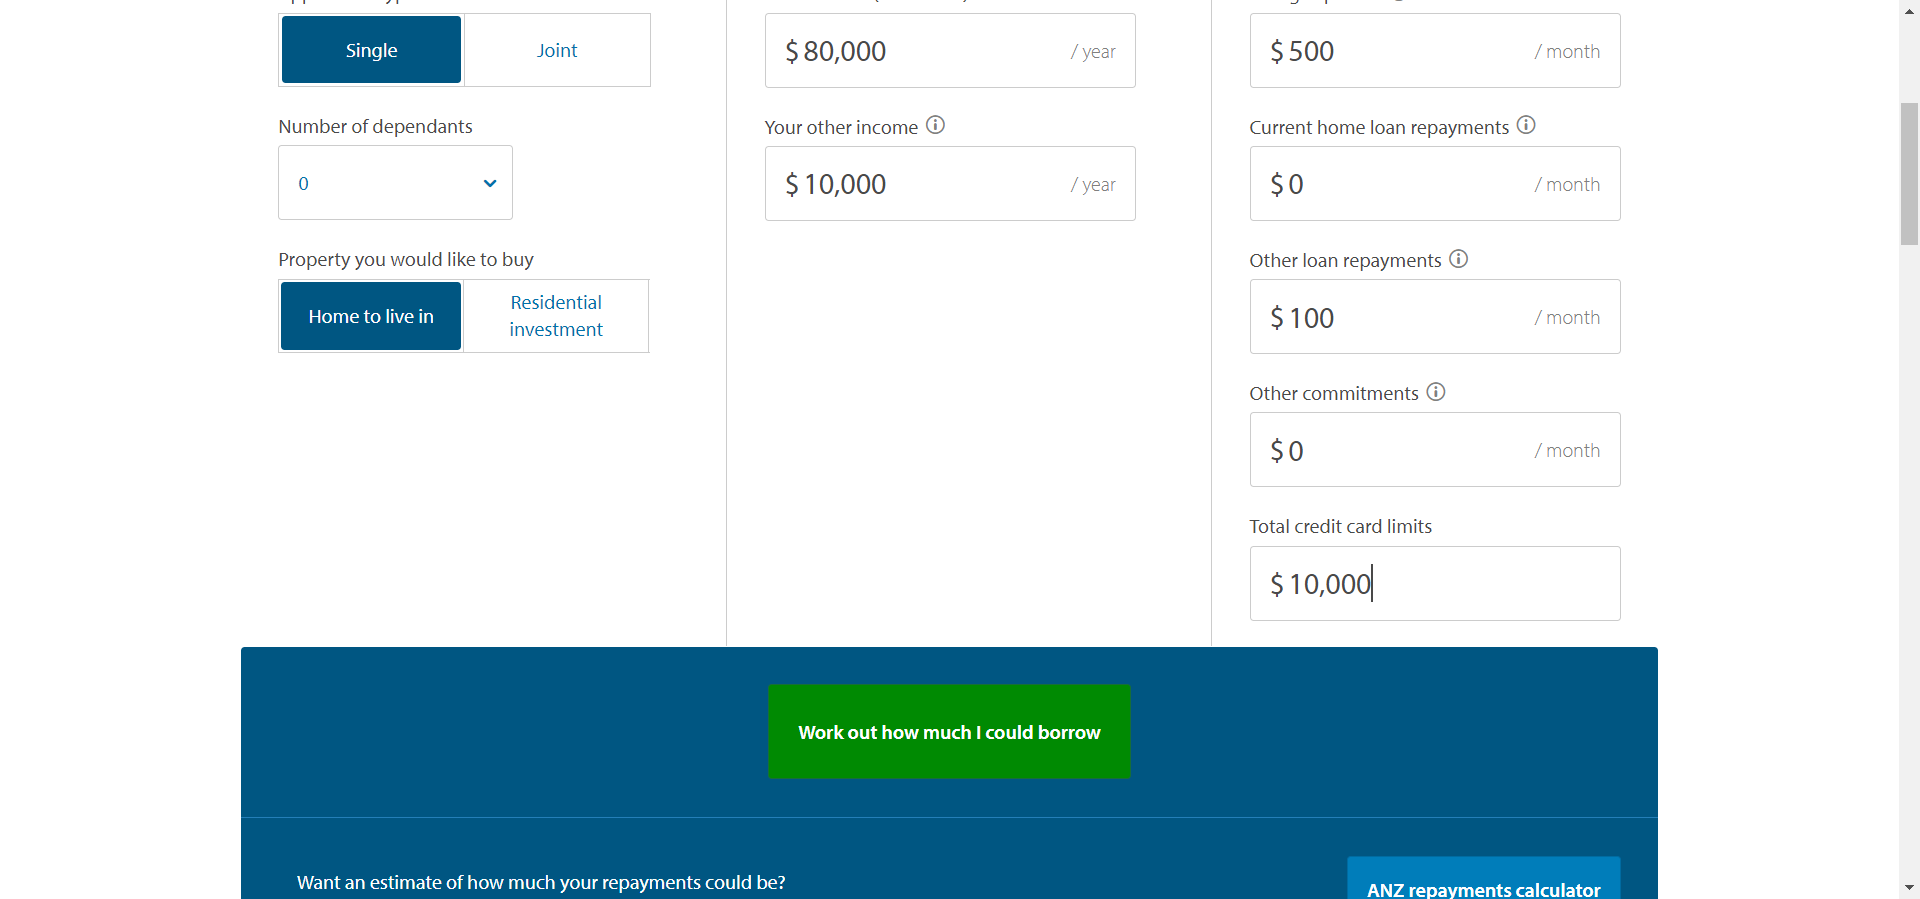 Single
Joint
Number of dependants
0
Property you would like to buy
Home to live in
Residential
investment
$ 80,000 / year
Your other income
$ 10,000 / year
$ 500 / month
Current home loan repayments
$ 0 / month
Other loan repayments
$ 100 / month
Other commitments
$ 0 / month
Total credit card limits
$ 10,000
Work out how much I could borrow
Want an estimate of how much your repayments could be?
ANZ repayments calculator